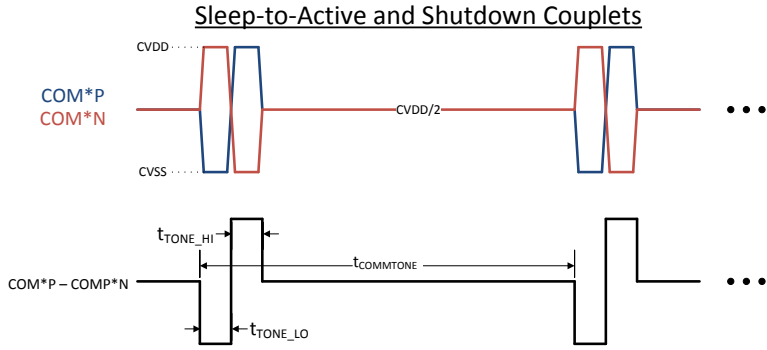 Sleep-to-Active and Shutdown Couplets
CVDD
COM*P
COM*N
CVDD/2
CVSS
tTONE_HI
tCOMMTONE
COM*P – COMP*N
tTONE_LO